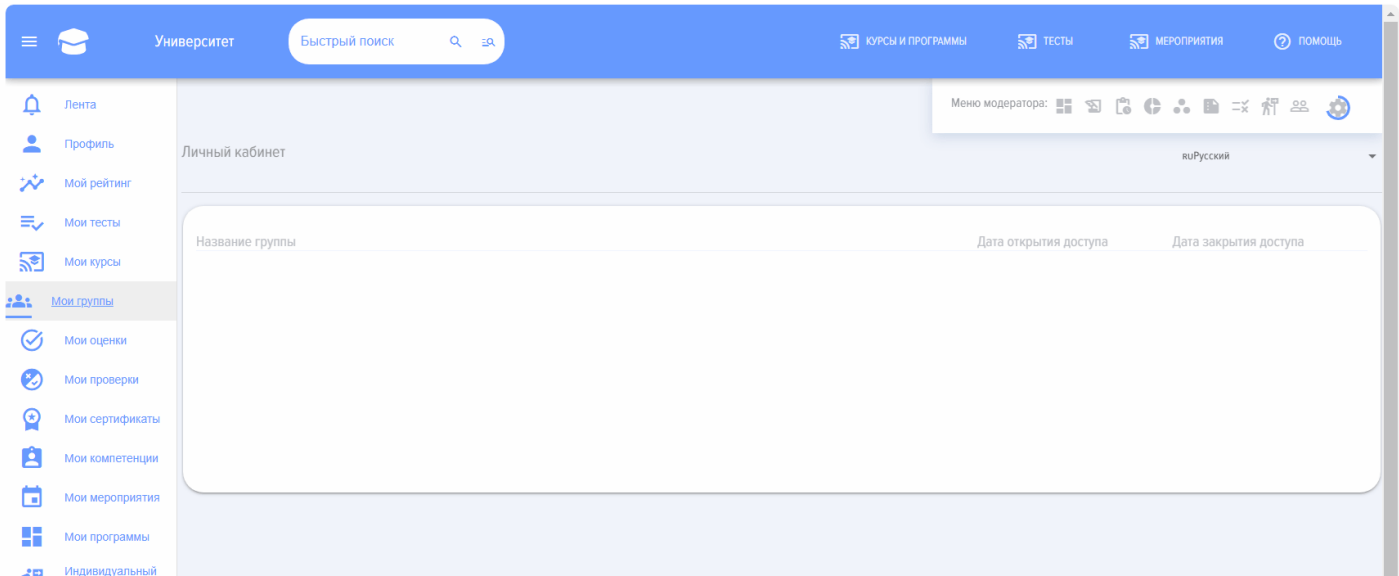 Университет
Быстрый поиск
КУРСЫ И ПРОГРАММЫ
ТЕСТЫ
МЕРОПРИЯТИЯ
ПОМОЩЬ
Меню модератора:
Лента
Профиль
Мой рейтинг
Мои тесты
Мои курсы
Мои группы
Мои оценки
Мои проверки
Мои сертификаты
Мои компетенции
Мои мероприятия
Мои программы
Индивидуальный
Личный кабинет
RUРусский
Название группы
Дата открытия доступа
Дата закрытия доступа